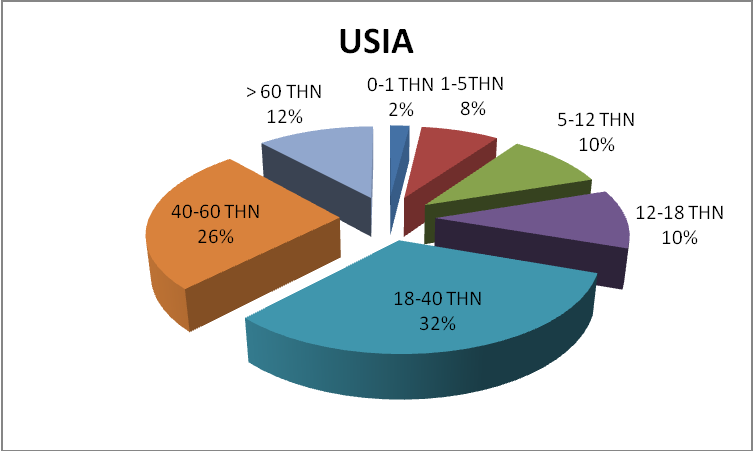 USIA
0-1 THN
2%
1-5THN
8%
5-12 THN
10%
12-18 THN
10%
18-40 THN
32%
40-60 THN
26%
> 60 THN
12%